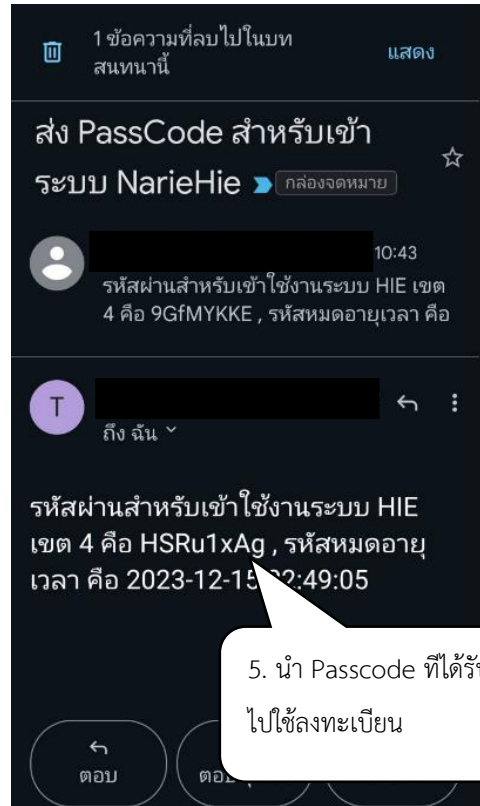 1 ข้อความที่ลบไปในบท
สนทนานี้
แสดง
ส่ง PassCode สำหรับเข้า
ระบบ NarieHie
กล่องจดหมาย
10:43
รหัสผ่านสำหรับเข้าใช้งานระบบ HIE เขต
4 คือ 9GfMYKKE , รหัสหมดอายุเวลา คือ
T
ถึง ฉัน
รหัสผ่านสำหรับเข้าใช้งานระบบ HIE
เขต 4 คือ HSRu1xAg , รหัสหมดอายุ
เวลา คือ 2023-12-15 22:49:05
5. นำ Passcode ที่ได้รับ
ไปใช้ลงทะเบียน
ตอบ